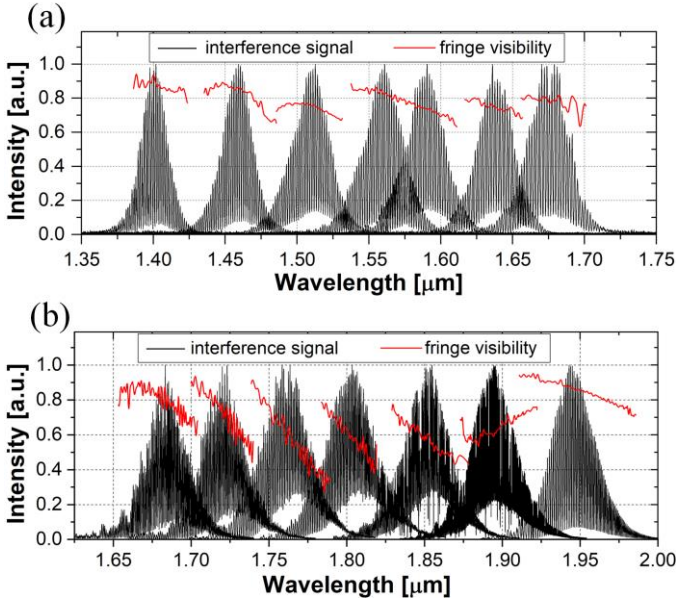 (a)
interference signal fringe visibility
Intensity [a.u.]
1.0
0.8
0.6
0.4
0.2
0.0
1.35 1.40 1.45 1.50 1.55 1.60 1.65 1.70 1.75
Wavelength [μm]
(b)
interference signal fringe visibility
Intensity [a.u.]
1.0
0.8
0.6
0.4
0.2
0.0
1.65 1.70 1.75 1.80 1.85 1.90 1.95 2.00
Wavelength [μm]